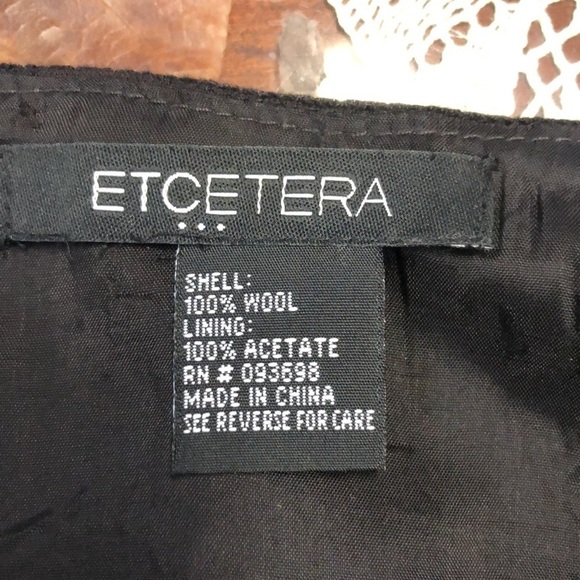 ETCETERA
...
SHELL:
100% WOOL
LINING:
100% ACETATE
RN # 093698
MADE IN CHINA
SEE REVERSE FOR CARE